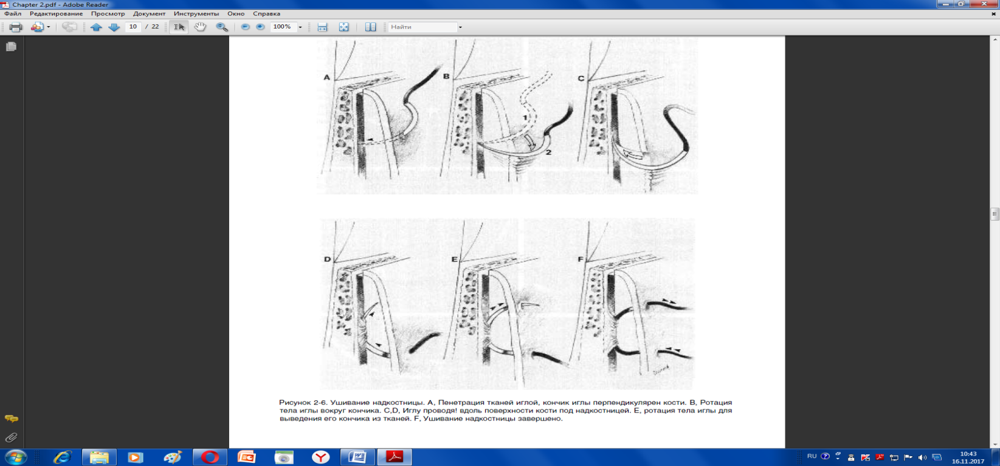 Chapter 2.pdf - Adobe Reader
Файл Редактирование Просмотр Документ Инструменты Окно Справка
10 / 22 100% Найти
A B C
1
2
D E F
Рисунок 2-6. Ушивание надкостницы. A, Пенетрация тканей иглой, кончик иглы перпендикулярен кости. B, Ротация
тела иглы вокруг кончика. C,D, Иглу проводя! вдоль поверхности кости под надкостницей. E, ротация тела иглы для
выведения его кончика из тканей. F, Ушивание надкостницы завершено.
RU 10:43
16.11.2017